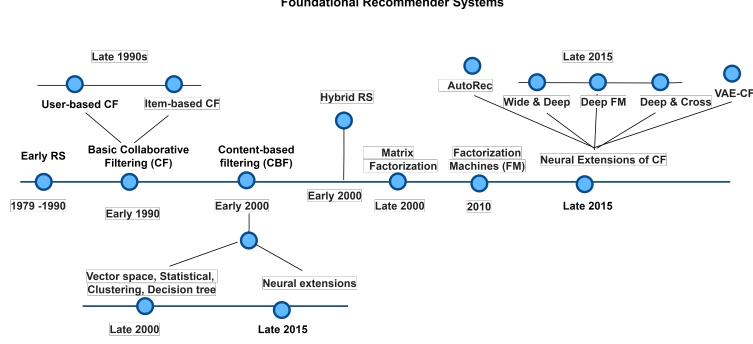 Foundational Recommender Systems
Late 1990s
Late 2015
AutoRec
VAE-CF
User-based CF
Item-based CF
Hybrid RS
Wide & Deep
Deep FM
Deep & Cross
Early RS
Basic Collaborative
Filtering (CF)
Content-based
filtering (CBF)
Matrix
Factorization
Factorization
Machines (FM)
Neural Extensions of CF
1979 -1990
Early 1990
Early 2000
Early 2000
Late 2000
2010
Late 2015
Vector space, Statistical,
Clustering, Decision tree
Neural extensions
Late 2000
Late 2015